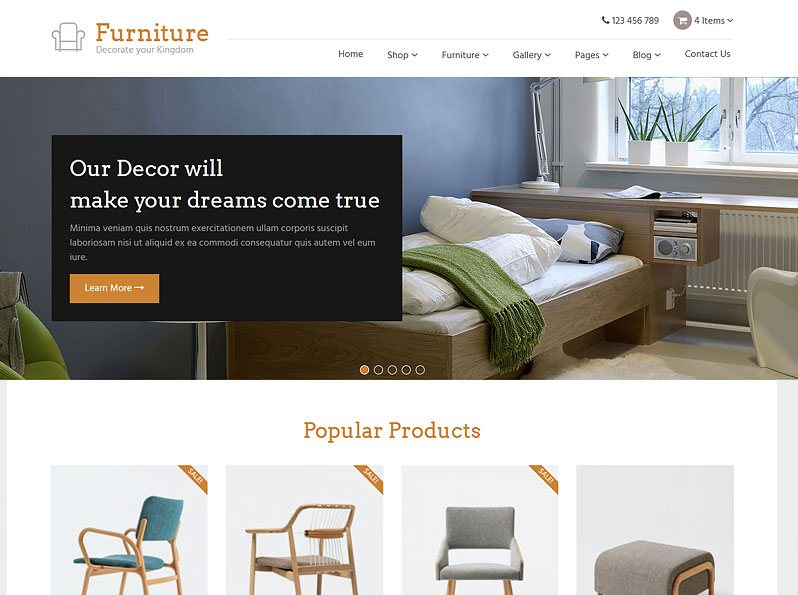 Furniture
Decorate your Kingdom
123 456 789
4 Items
Home Shop Furniture Gallery Pages Blog Contact Us
Our Decor will
make your dreams come true
Minima veniam quis nostrum exercitationem ullam corporis suscipit
laboriosam nisi ut aliquid ex ea commodi consequatur quis autem vel eum
iure.
Learn More
Popular Products
SALE!
SALE!
SALE!